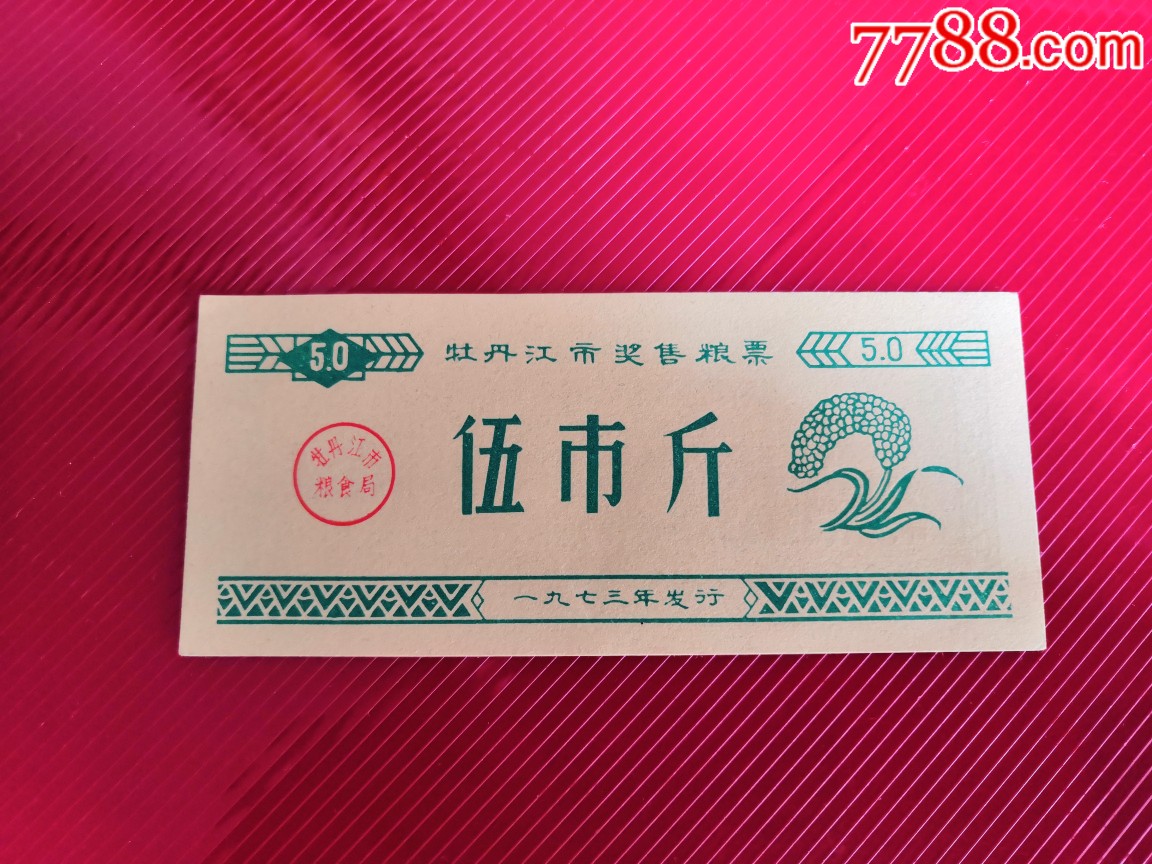 7788.com
5.0 牡丹江市奖售粮票 5.0
伍市斤
牡丹江市
粮食局
一九七三年发行